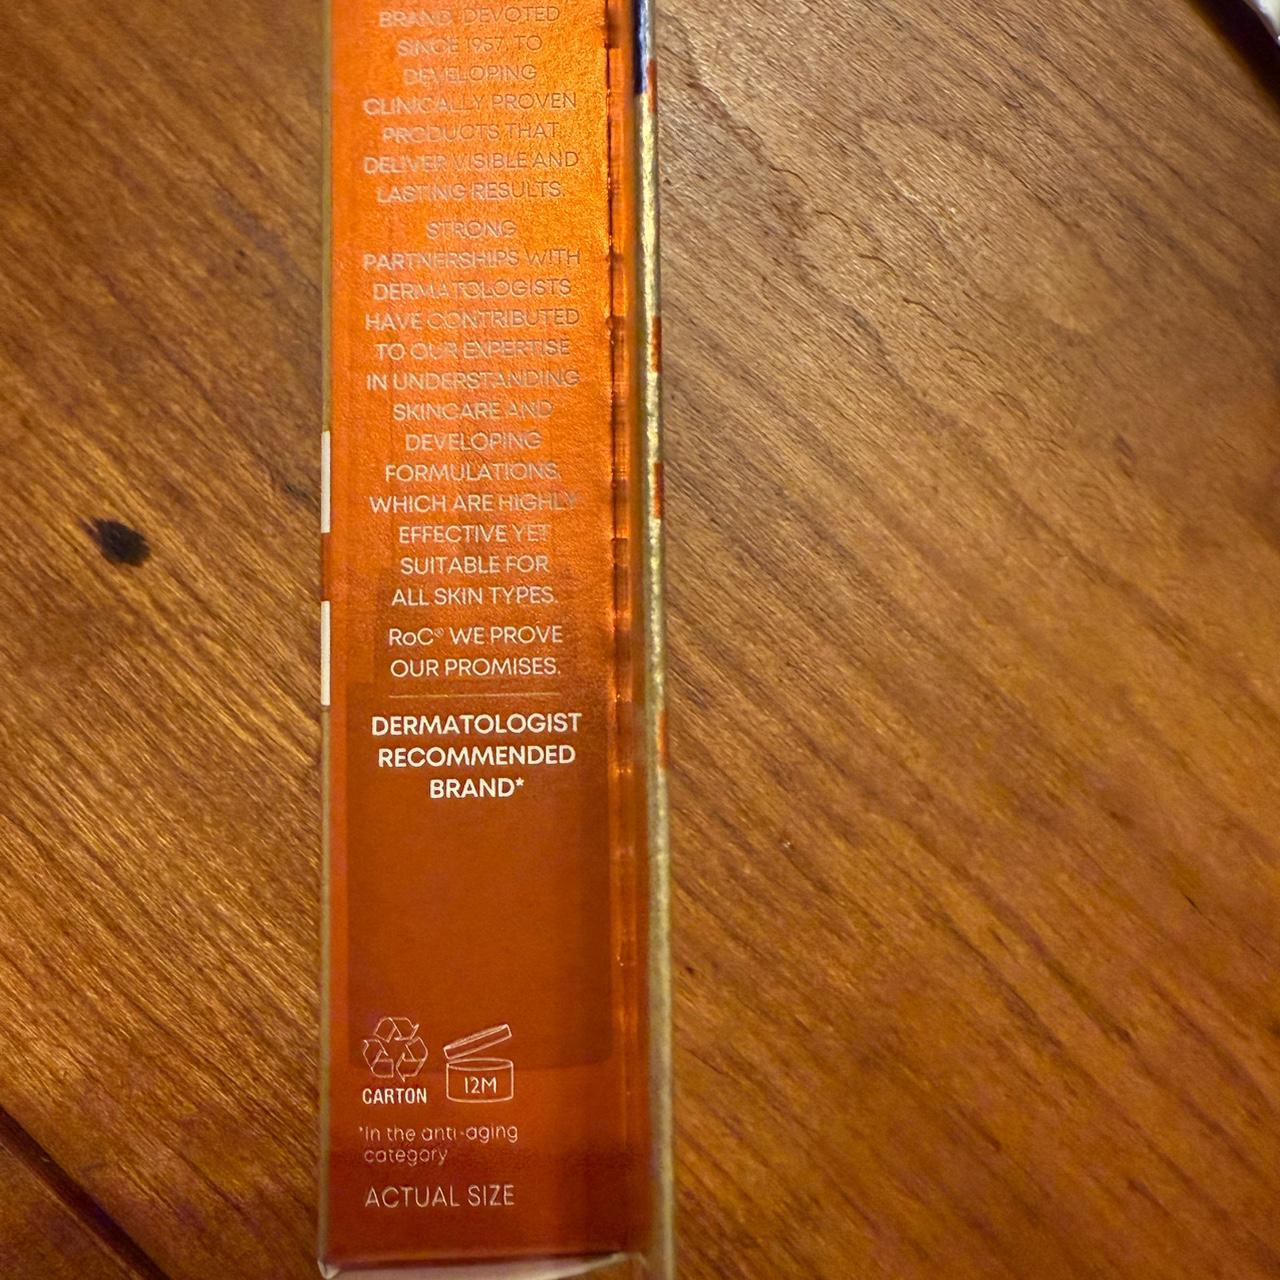 BRAND DEVOTED
SINCE 1957 TO
DEVELOPING
CLINICALLY PROVEN
PRODUCTS THAT
DELIVER VISIBLE AND
LASTING RESULTS.
STRONG
PARTNERSHIPS WITH
DERMATOLOGISTS
HAVE CONTRIBUTED
TO OUR EXPERTISE
IN UNDERSTANDING
SKINCARE AND
DEVELOPING
FORMULATIONS,
WHICH ARE HIGHLY
EFFECTIVE YET
SUITABLE FOR
ALL SKIN TYPES.
RoC® WE PROVE
OUR PROMISES.
DERMATOLOGIST
RECOMMENDED
BRAND*
12M
CARTON
*In the anti-aging
category
ACTUAL SIZE